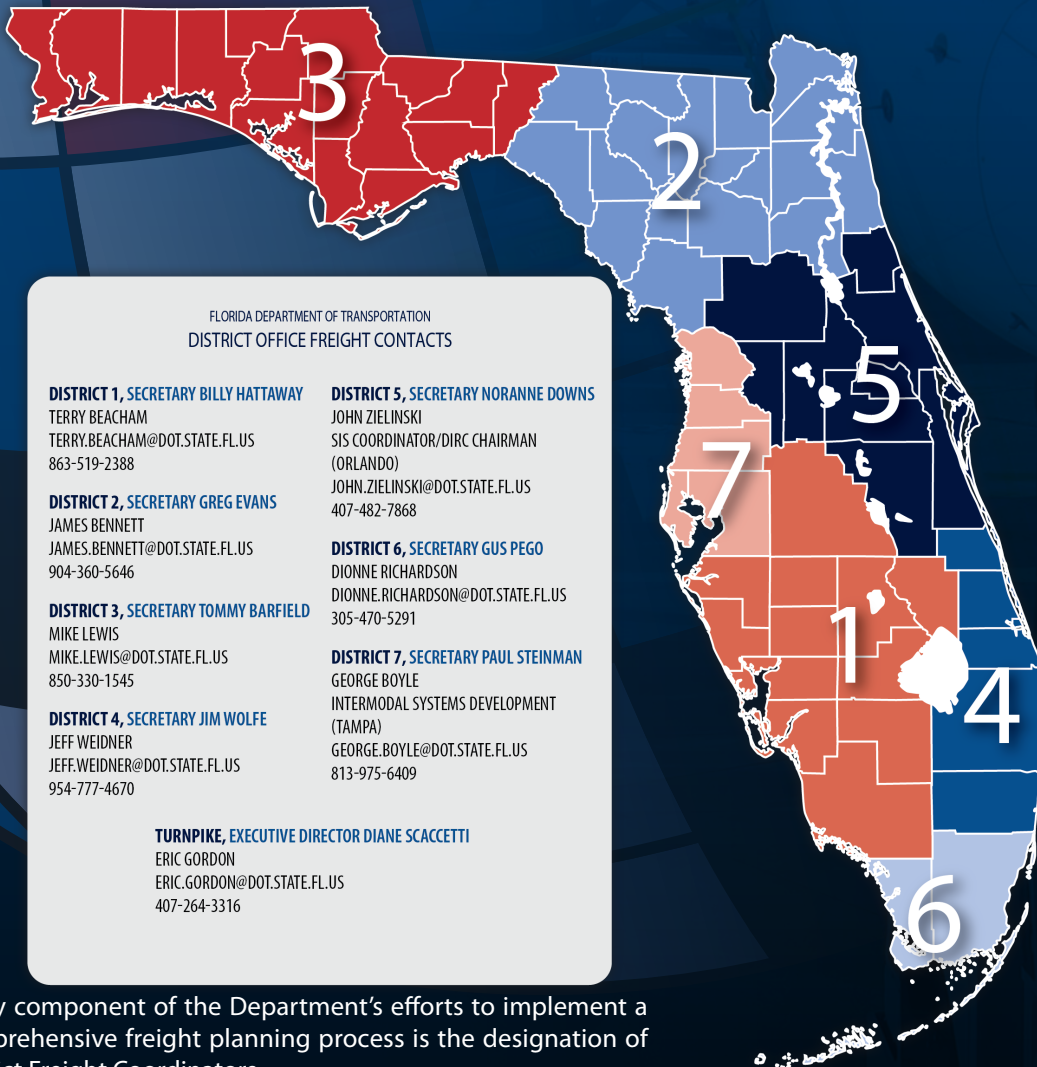 3
2
5
7
1
4
6
FLORIDA DEPARTMENT OF TRANSPORTATION
DISTRICT OFFICE FREIGHT CONTACTS
DISTRICT 1, SECRETARY BILLY HATTAWAY
TERRY BEACHAM
TERRY.BEACHAM@DOT.STATE.FL.US
863-519-2388
DISTRICT 2, SECRETARY GREG EVANS
JAMES BENNETT
JAMES.BENNETT@DOT.STATE.FL.US
904-360-5646
DISTRICT 3, SECRETARY TOMMY BARFIELD
MIKE LEWIS
MIKE.LEWIS@DOT.STATE.FL.US
850-330-1545
DISTRICT 4, SECRETARY JIM WOLFE
JEFF WEIDNER
JEFF.WEIDNER@DOT.STATE.FL.US
954-777-4670
DISTRICT 5, SECRETARY NORANNE DOWNS
JOHN ZIELINSKI
SIS COORDINATOR/DIRC CHAIRMAN
(ORLANDO)
JOHN.ZIELINSKI@DOT.STATE.FL.US
407-482-7868
DISTRICT 6, SECRETARY GUS PEGO
DIONNE RICHARDSON
DIONNE.RICHARDSON@DOT.STATE.FL.US
305-470-5291
DISTRICT 7, SECRETARY PAUL STEINMAN
GEORGE BOYLE
INTERMODAL SYSTEMS DEVELOPMENT
(TAMPA)
GEORGE.BOYLE@DOT.STATE.FL.US
813-975-6409
TURNPIKE, EXECUTIVE DIRECTOR DIANE SCACCETTI
ERIC GORDON
ERIC.GORDON@DOT.STATE.FL.US
407-264-3316
y component of the Department's efforts to implement a
prehensive freight planning process is the designation of
ct Freight Coordinators